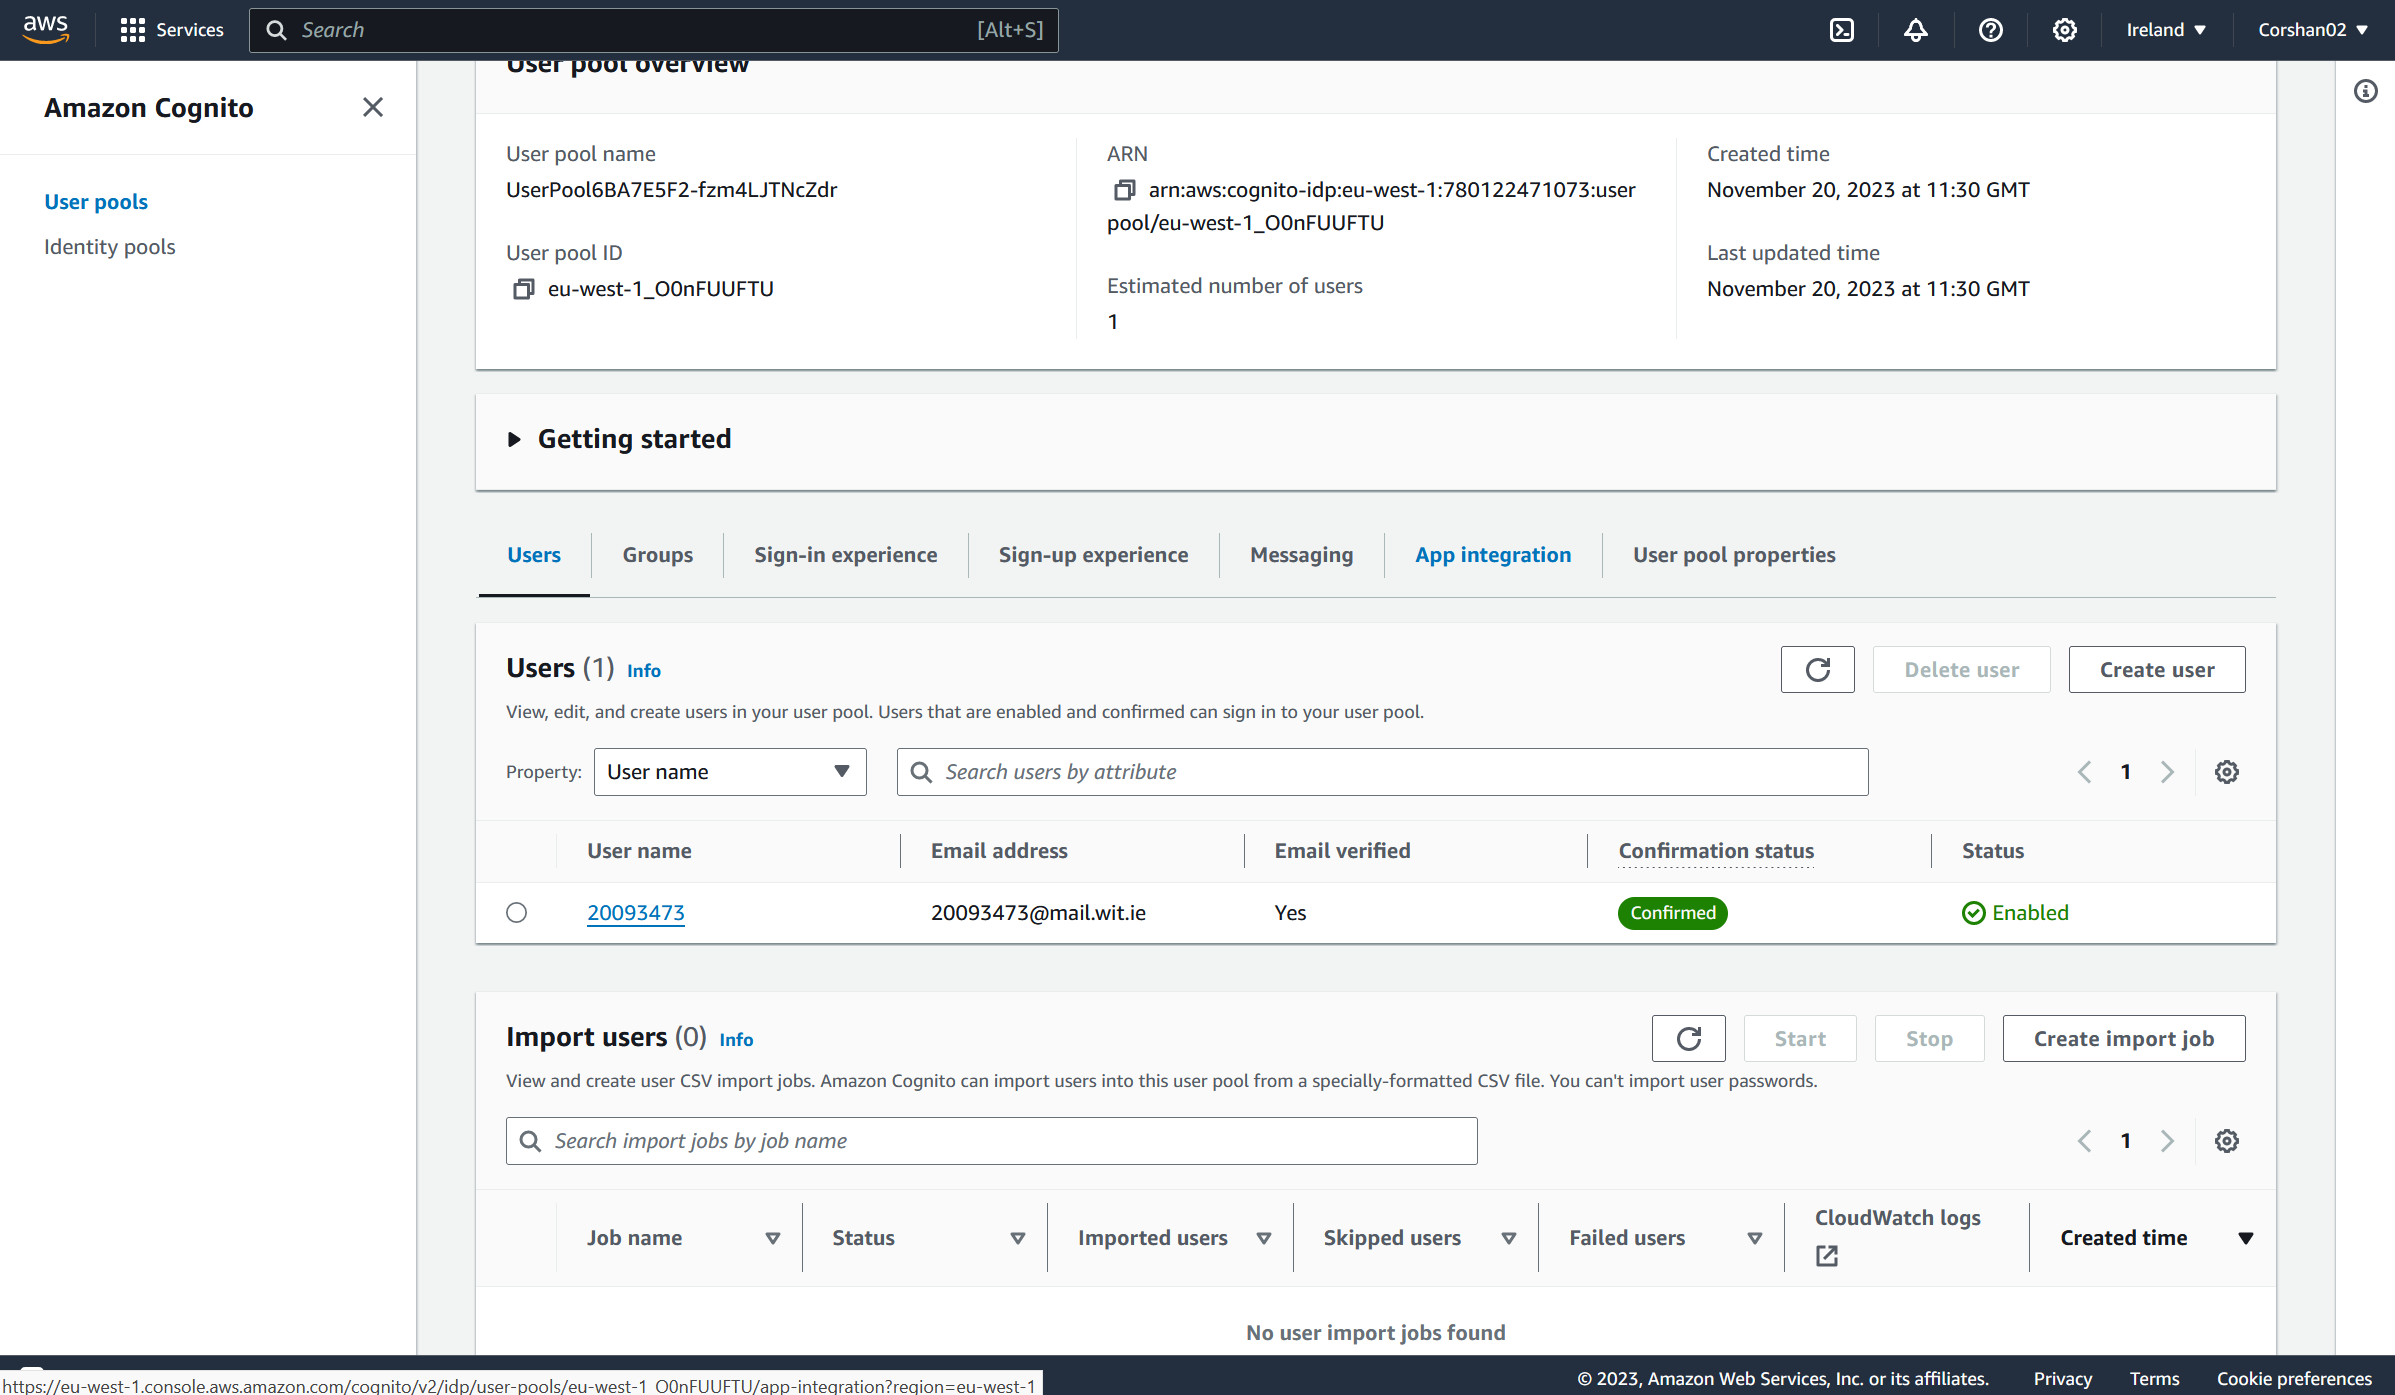 aws
Services
Search
[Alt+S]
Ireland
Corshan02
Amazon Cognito
User pools
Identity pools
User pool overview
User pool name
UserPool6BA7E5F2-fzm4LJTNcZdr
User pool ID
eu-west-1_O0nFUUFTU
ARN
arn:aws:cognito-idp:eu-west-1:780122471073:user
pool/eu-west-1_O0nFUUFTU
Estimated number of users
1
Created time
November 20, 2023 at 11:30 GMT
Last updated time
November 20, 2023 at 11:30 GMT
Getting started
Users
Groups
Sign-in experience
Sign-up experience
Messaging
App integration
User pool properties
Users (1) Info
Delete user
Create user
View, edit, and create users in your user pool. Users that are enabled and confirmed can sign in to your user pool.
Property:
User name
Search users by attribute
1
User name
Email address
Email verified
Confirmation status
Status
20093473
20093473@mail.wit.ie
Yes
Confirmed
Enabled
Import users (0) Info
Start
Stop
Create import job
View and create user CSV import jobs. Amazon Cognito can import users into this user pool from a specially-formatted CSV file. You can't import user passwords.
Search import jobs by job name
1
Job name
Status
Imported users
Skipped users
Failed users
CloudWatch logs
Created time
No user import jobs found
https://eu-west-1.console.aws.amazon.com/cognito/v2/idp/user-pools/eu-west-1_O0nFUUFTU/app-integration?region=eu-west-1
© 2023, Amazon Web Services, Inc. or its affiliates.
Privacy
Terms
Cookie preferences